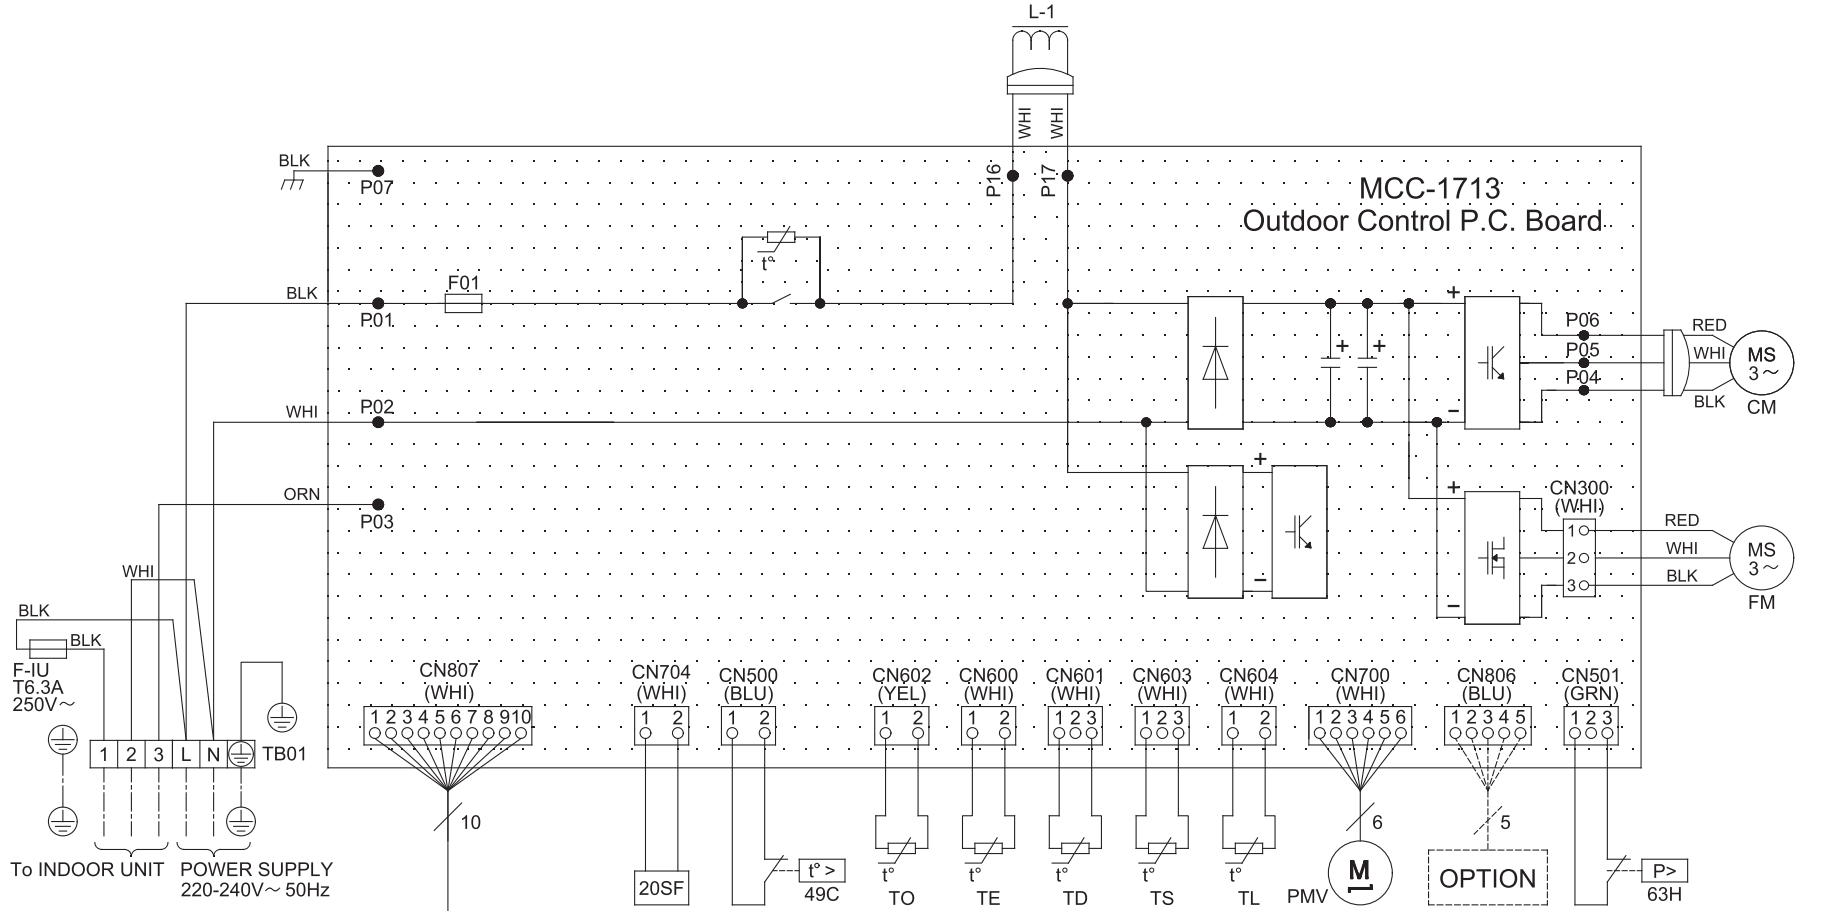 L-1
WHI WHI
BLK
P07
P16 P17
MCC-1713
Outdoor Control P.C. Board
t°
F01
BLK
P01
+
P06
RED
+ +
P05
WHI
MS
3~
P04
BLK
CM
WHI
P02
−
+
ORN
P03
+
CN300
(WHI)
1
RED
2
WHI
MS
3~
3
BLK
FM
−
−
WHI
BLK
BLK
F-IU
T6.3A
250V~
1 2 3 L N
TB01
To INDOOR UNIT
POWER SUPPLY
220-240V~ 50Hz
CN807
(WHI)
1 2 3 4 5 6 7 8 9 10
10
CN704
(WHI)
1 2
20SF
CN500
(BLU)
1 2
t° >
49C
CN602
(YEL)
1 2
t°
TO
CN600
(WHI)
1 2
t°
TE
CN601
(WHI)
1 2 3
t°
TD
CN603
(WHI)
1 2 3
t°
TS
CN604
(WHI)
1 2
t°
TL
CN700
(WHI)
1 2 3 4 5 6
6
M
PMV
CN806
(BLU)
1 2 3 4 5
5
OPTION
CN501
(GRN)
1 2 3
P>
63H